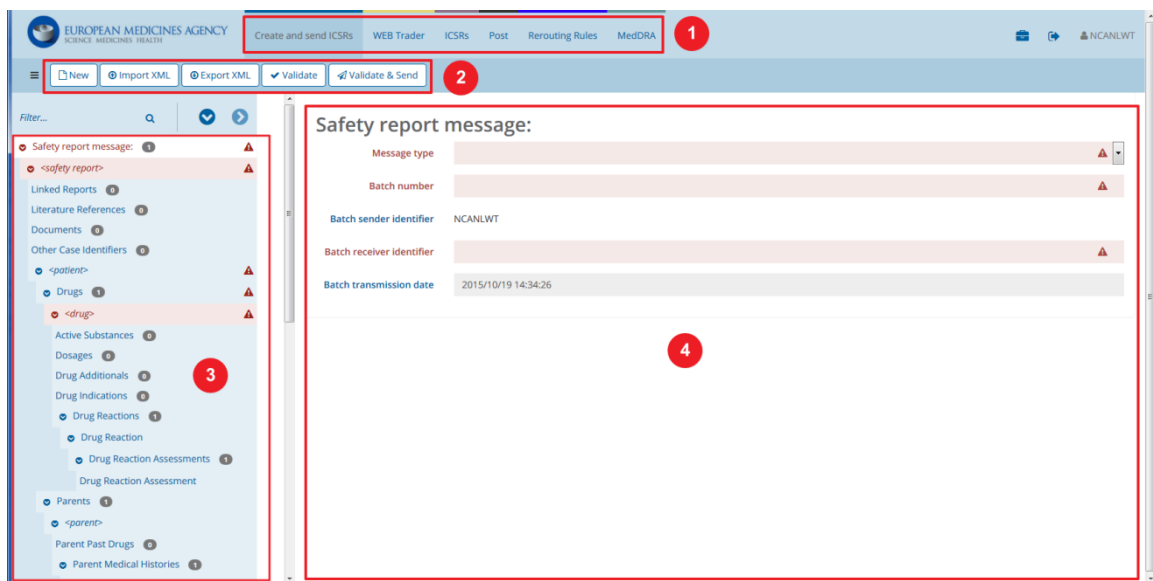 EUROPEAN MEDICINES AGENCY
SCIENCE MEDICINES HEALTH
Create and send ICSRs WEB Trader ICSRs Post Rerouting Rules MedDRA
1
NCANLWT
New Import XML Export XML Validate Validate & Send
2
Filter...
Safety report message: 1
<safety report>
Linked Reports 0
Literature References 0
Documents 0
Other Case Identifiers 0
<patient>
Drugs 1
<drug>
Active Substances 0
Dosages 0
Drug Additionals 0
Drug Indications 0
Drug Reactions 1
Drug Reaction
Drug Reaction Assessments 1
Drug Reaction Assessment
Parents 1
<parent>
Parent Past Drugs 0
Parent Medical Histories 1
3
Safety report message:
Message type
Batch number
Batch sender identifier NCANLWT
Batch receiver identifier
Batch transmission date 2015/10/19 14:34:26
4